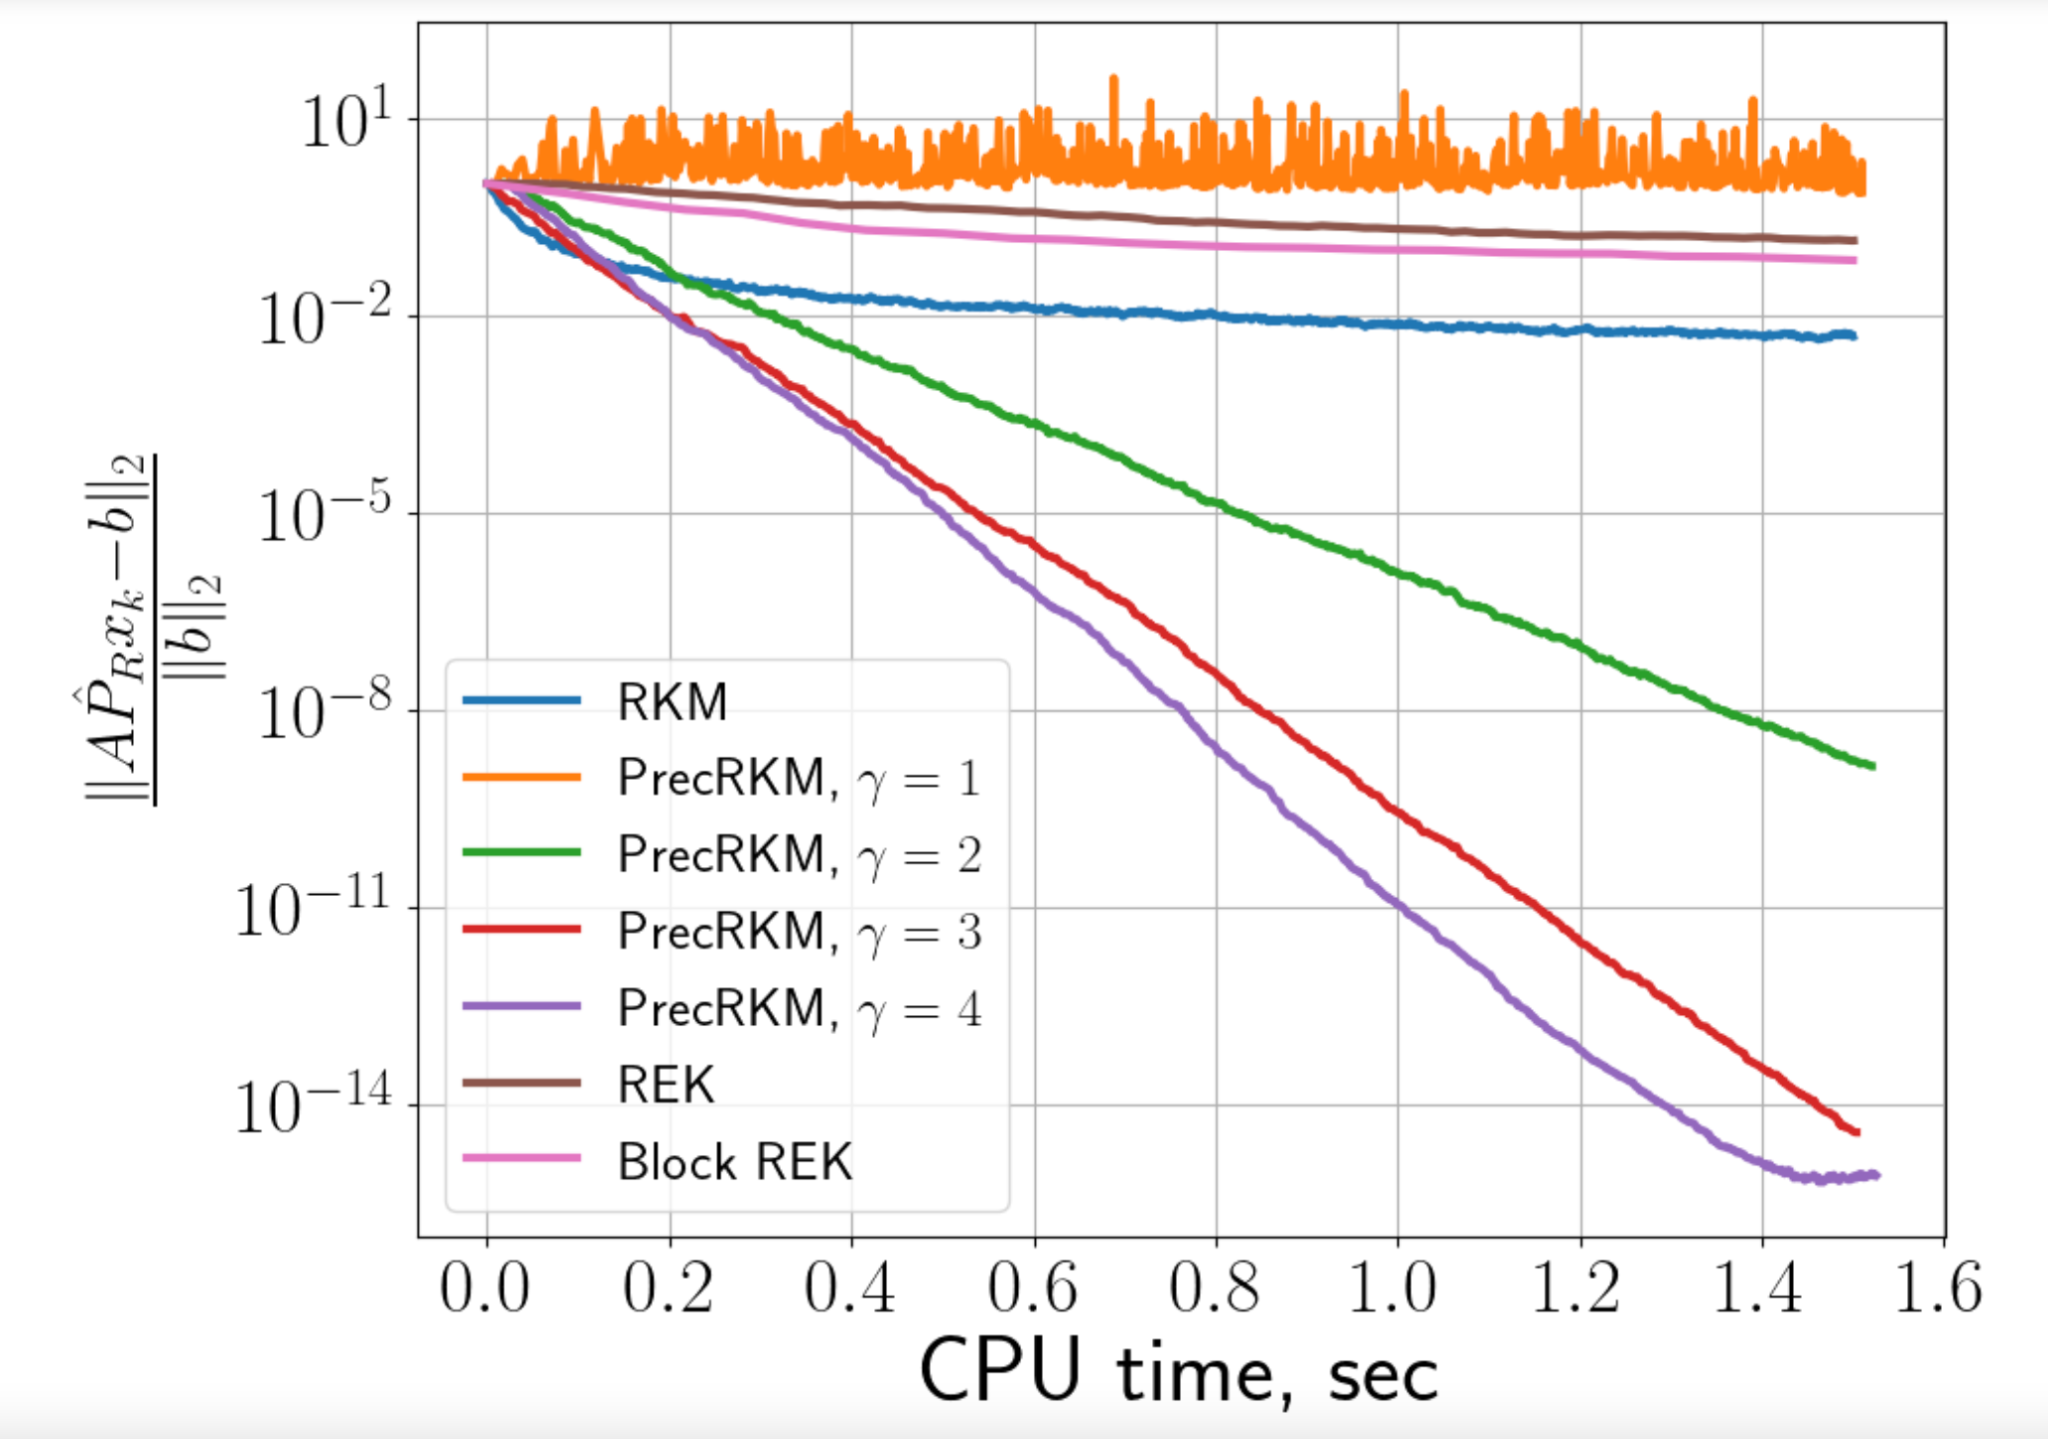 10^1
10^{-2}
10^{-5}
10^{-8}
10^{-11}
10^{-14}
\frac{||A\hat{P}_R x_k - b||_2}{||b||_2}
RKM
PrecRKM, γ = 1
PrecRKM, γ = 2
PrecRKM, γ = 3
PrecRKM, γ = 4
REK
Block REK
0.0 0.2 0.4 0.6 0.8 1.0 1.2 1.4 1.6
CPU time, sec